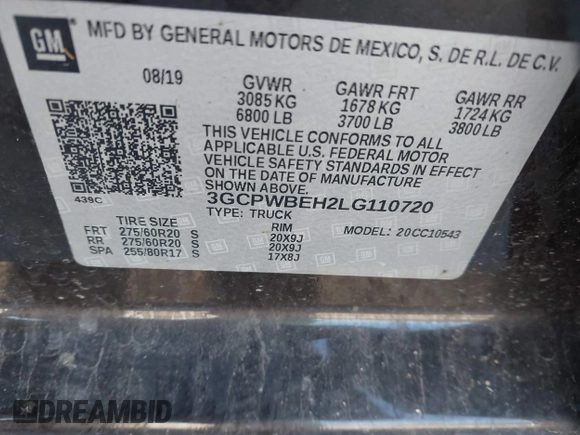 GM
MFD BY GENERAL MOTORS DE MEXICO, S. DE R.L. DE C.V.
08/19 GVWR GAWR FRT GAWR RR
3085 KG 1678 KG 1724 KG
6800 LB 3700 LB 3800 LB
THIS VEHICLE CONFORMS TO ALL
APPLICABLE U.S. FEDERAL MOTOR
VEHICLE SAFETY STANDARDS IN EFFECT
ON THE DATE OF MANUFACTURE
SHOWN ABOVE.
439C 3GCPWBEH2LG110720
TYPE: TRUCK
TIRE SIZE RIM MODEL: 20CC10543
FRT 275/60R20 S 20X9J
RR 275/60R20 S 20X9J
SPA 255/80R17 S 17X8J
DREAMBID